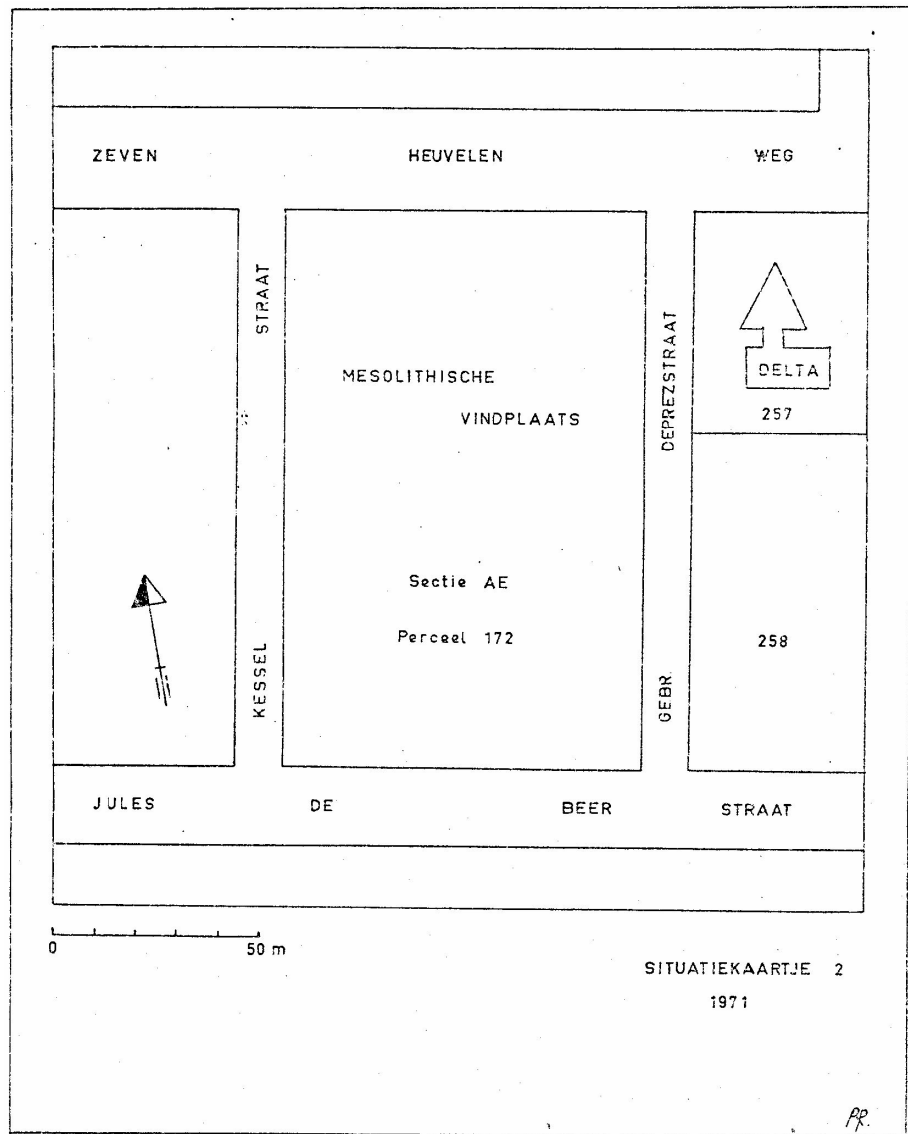 ZEVEN HEUVELEN WEG
KESSEL STRAAT
MESOLITHISCHE
VINDPLAATS
Sectie AE
Perceel 172
GEBR. DEPREZSTRAAT
DELTA
257
258
JULES DE BEER STRAAT
0 50 m
SITUATIEKAARTJE 2
1971
P.R.